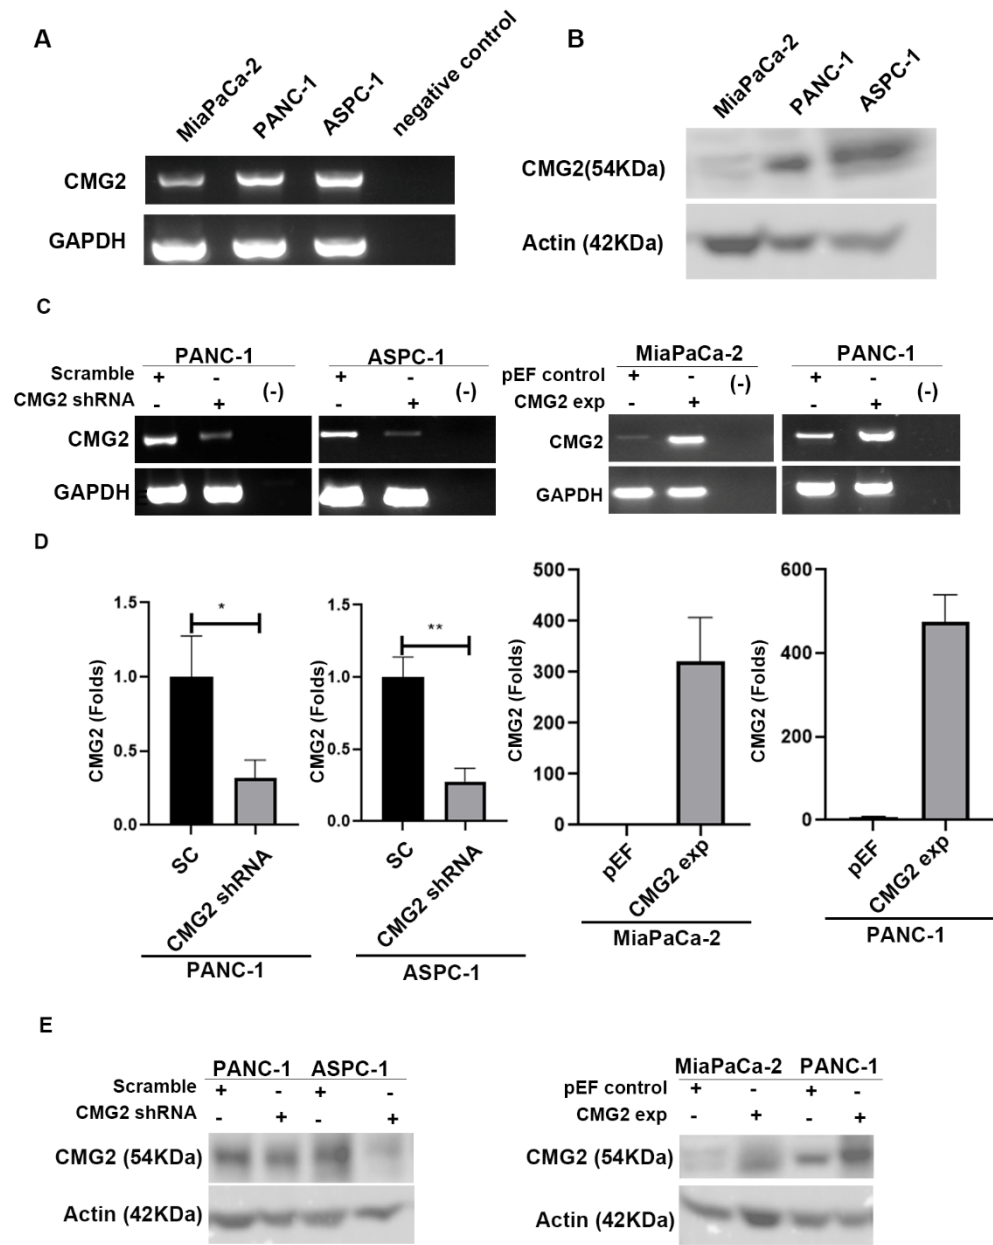 A
MiaPaCa-2
PANC-1
ASPC-1
negative control
CMG2
GAPDH
B
MiaPaCa-2
PANC-1
ASPC-1
CMG2(54KDa)
Actin (42KDa)
C
PANC-1
ASPC-1
Scramble + - (-) + - (-)
CMG2 shRNA - + - +
CMG2
GAPDH
MiaPaCa-2
PANC-1
pEF control + - (-) + - (-)
CMG2 exp - + - +
CMG2
GAPDH
D
CMG2 (Folds)
1.5
1.0
0.5
0.0
*
SC
CMG2 shRNA
PANC-1
CMG2 (Folds)
1.5
1.0
0.5
0.0
**
SC
CMG2 shRNA
ASPC-1
CMG2 (Folds)
500
400
300
200
100
0
pEF
CMG2 exp
MiaPaCa-2
CMG2 (Folds)
600
400
200
0
pEF
CMG2 exp
PANC-1
E
PANC-1 ASPC-1
Scramble + - + -
CMG2 shRNA - + - +
CMG2 (54KDa)
Actin (42KDa)
MiaPaCa-2 PANC-1
pEF control + - + -
CMG2 exp - + - +
CMG2 (54KDa)
Actin (42KDa)